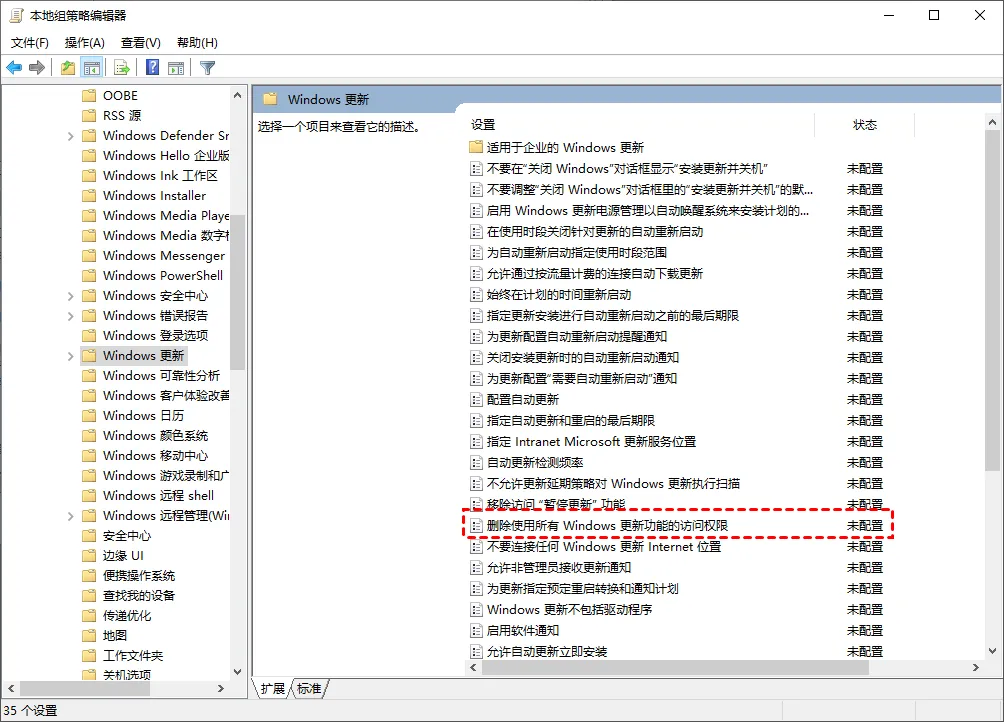 本地组策略编辑器
文件(F) 操作(A) 查看(V) 帮助(H)
OOBE
RSS 源
Windows Defender Sr
Windows Hello 企业版
Windows Ink 工作区
Windows Installer
Windows Media Playe
Windows Media 数字
Windows Messenger
Windows PowerShell
Windows 安全中心
Windows 错误报告
Windows 登录选项
Windows 更新
Windows 可靠性分析
Windows 客户体验改善
Windows 日历
Windows 颜色系统
Windows 移动中心
Windows 游戏录制和广
Windows 远程 shell
Windows 远程管理(Wi
安全中心
边缘 UI
便携操作系统
查找我的设备
传递优化
地图
工作文件夹
关机选项
Windows 更新
选择一个项目来查看它的描述。
设置 状态
适用于企业的 Windows 更新
不要在“关闭 Windows”对话框显示“安装更新并关机” 未配置
不要调整“关闭 Windows”对话框里的“安装更新并关机”的默... 未配置
启用 Windows 更新电源管理以自动唤醒系统来安装计划的... 未配置
在使用时段关闭针对更新的自动重新启动 未配置
为自动重新启动指定使用时段范围 未配置
允许通过按流量计费的连接自动下载更新 未配置
始终在计划的时间重新启动 未配置
指定更新安装进行自动重新启动之前的最后期限 未配置
为更新配置自动重新启动提醒通知 未配置
关闭安装更新时的自动重新启动通知 未配置
为更新配置“需要自动重新启动”通知 未配置
配置自动更新 未配置
指定自动更新和重启的最后期限 未配置
指定 Intranet Microsoft 更新服务位置 未配置
自动更新检测频率 未配置
不允许更新延期策略对 Windows 更新执行扫描 未配置
移除访问 “暂停更新” 功能 未配置
删除使用所有 Windows 更新功能的访问权限 未配置
不要连接任何 Windows 更新 Internet 位置 未配置
允许非管理员接收更新通知 未配置
为更新指定预定重启转换和通知计划 未配置
Windows 更新不包括驱动程序 未配置
启用软件通知 未配置
允许自动更新立即安装 未配置
扩展 标准
35 个设置